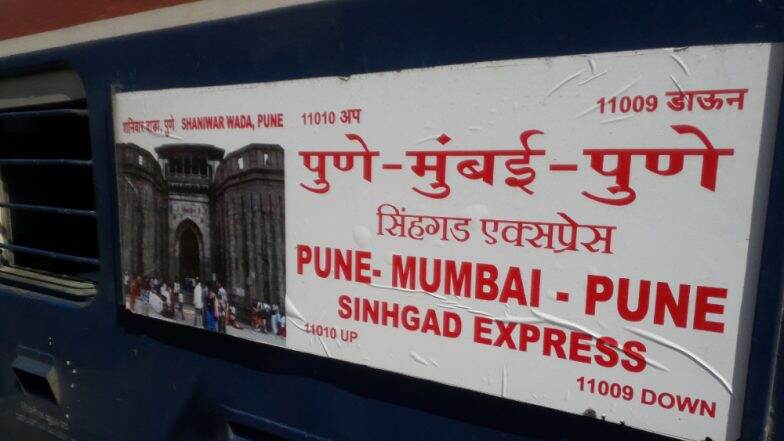 शनिवार वाडा, पुणे SHANIWAR WADA, PUNE
11010 अप
11009 डाऊन
पुणे-मुंबई-पुणे
सिंहगड एक्सप्रेस
PUNE- MUMBAI - PUNE
SINHGAD EXPRESS
11010 UP
11009 DOWN